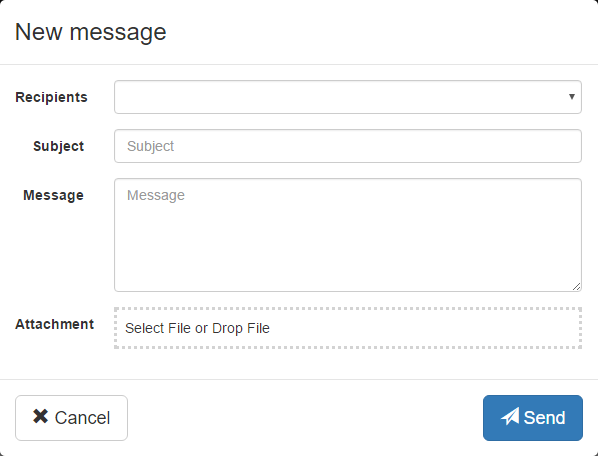 New message
Recipients
Subject
Subject
Message
Message
Attachment
Select File or Drop File
Cancel
Send